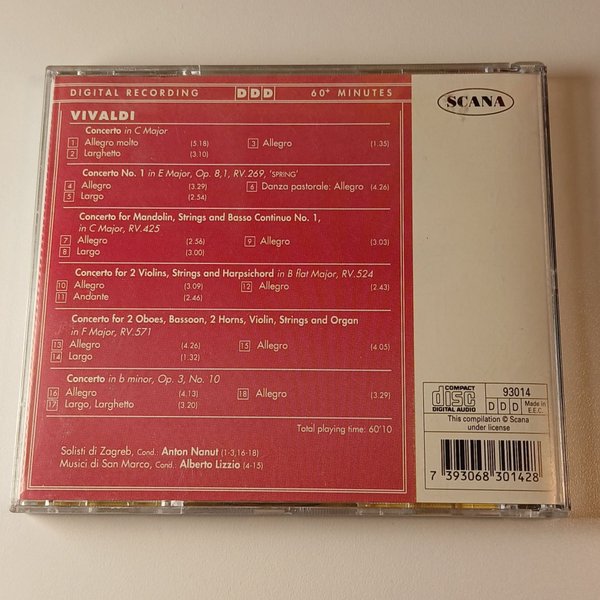 DIGITAL RECORDING DDD 60+ MINUTES
VIVALDI
Concerto in C Major
1 Allegro molto (5.18) 3 Allegro (1.35)
2 Larghetto (3.10)
Concerto No. 1 in E Major, Op. 8,1, RV.269, 'SPRING'
4 Allegro (3.29) 6 Danza pastorale: Allegro (4.26)
5 Largo (2.54)
Concerto for Mandolin, Strings and Basso Continuo No. 1,
in C Major, RV.425
7 Allegro (2.56) 9 Allegro (3.03)
8 Largo (3.00)
Concerto for 2 Violins, Strings and Harpsichord in B flat Major, RV.524
10 Allegro (3.09) 12 Allegro (2.43)
11 Andante (2.46)
Concerto for 2 Oboes, Bassoon, 2 Horns, Violin, Strings and Organ
in F Major, RV.571
13 Allegro (4.26) 15 Allegro (4.05)
14 Largo (1.32)
Concerto in b minor, Op. 3, No. 10
16 Allegro (4.13) 18 Allegro (3.29)
17 Largo, Larghetto (3.20)
Total playing time: 60'10
Solisti di Zagreb, Cond.: Anton Nanut (1-3,16-18)
Musici di San Marco, Cond. Alberto Lizzio (4-15)
SCANA
COMPACT
disc
DIGITAL AUDIO
93014
DDD Made in
E.E.C.
This compilation © Scana
under license
7 393068 301428